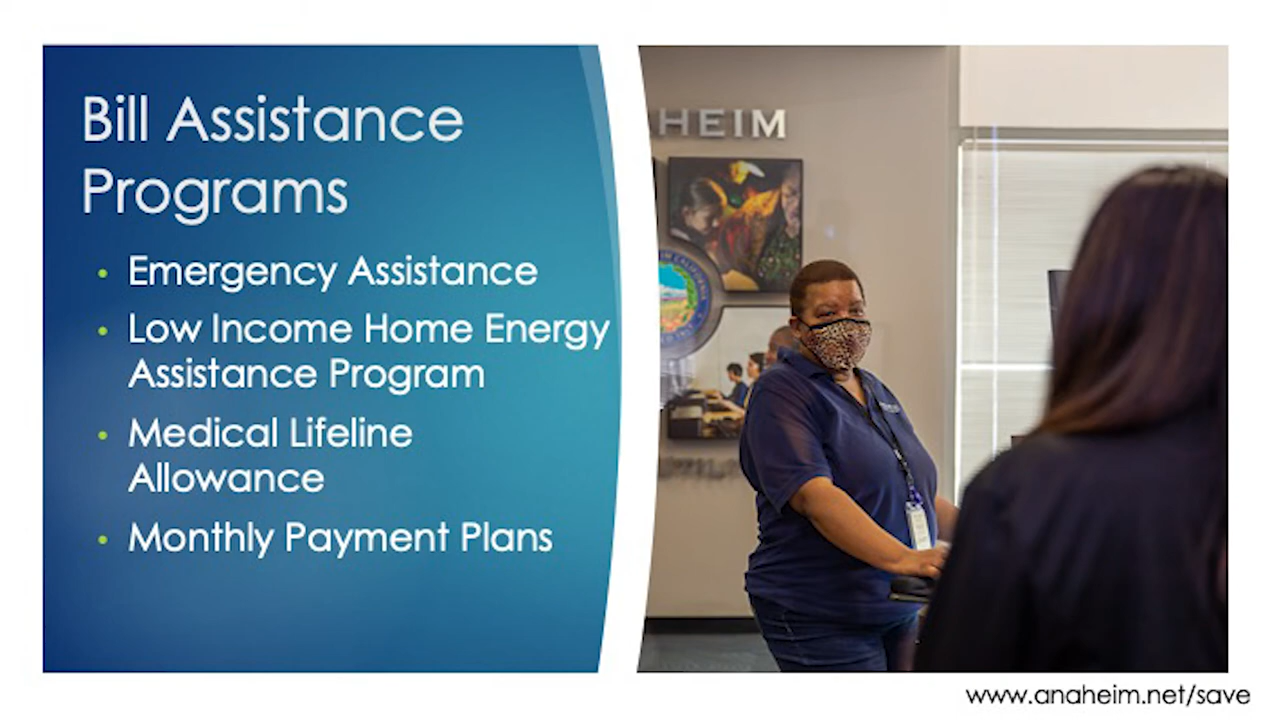 Bill Assistance
Programs
• Emergency Assistance
• Low Income Home Energy
Assistance Program
• Medical Lifeline
Allowance
• Monthly Payment Plans
HEIM
www.anaheim.net/save